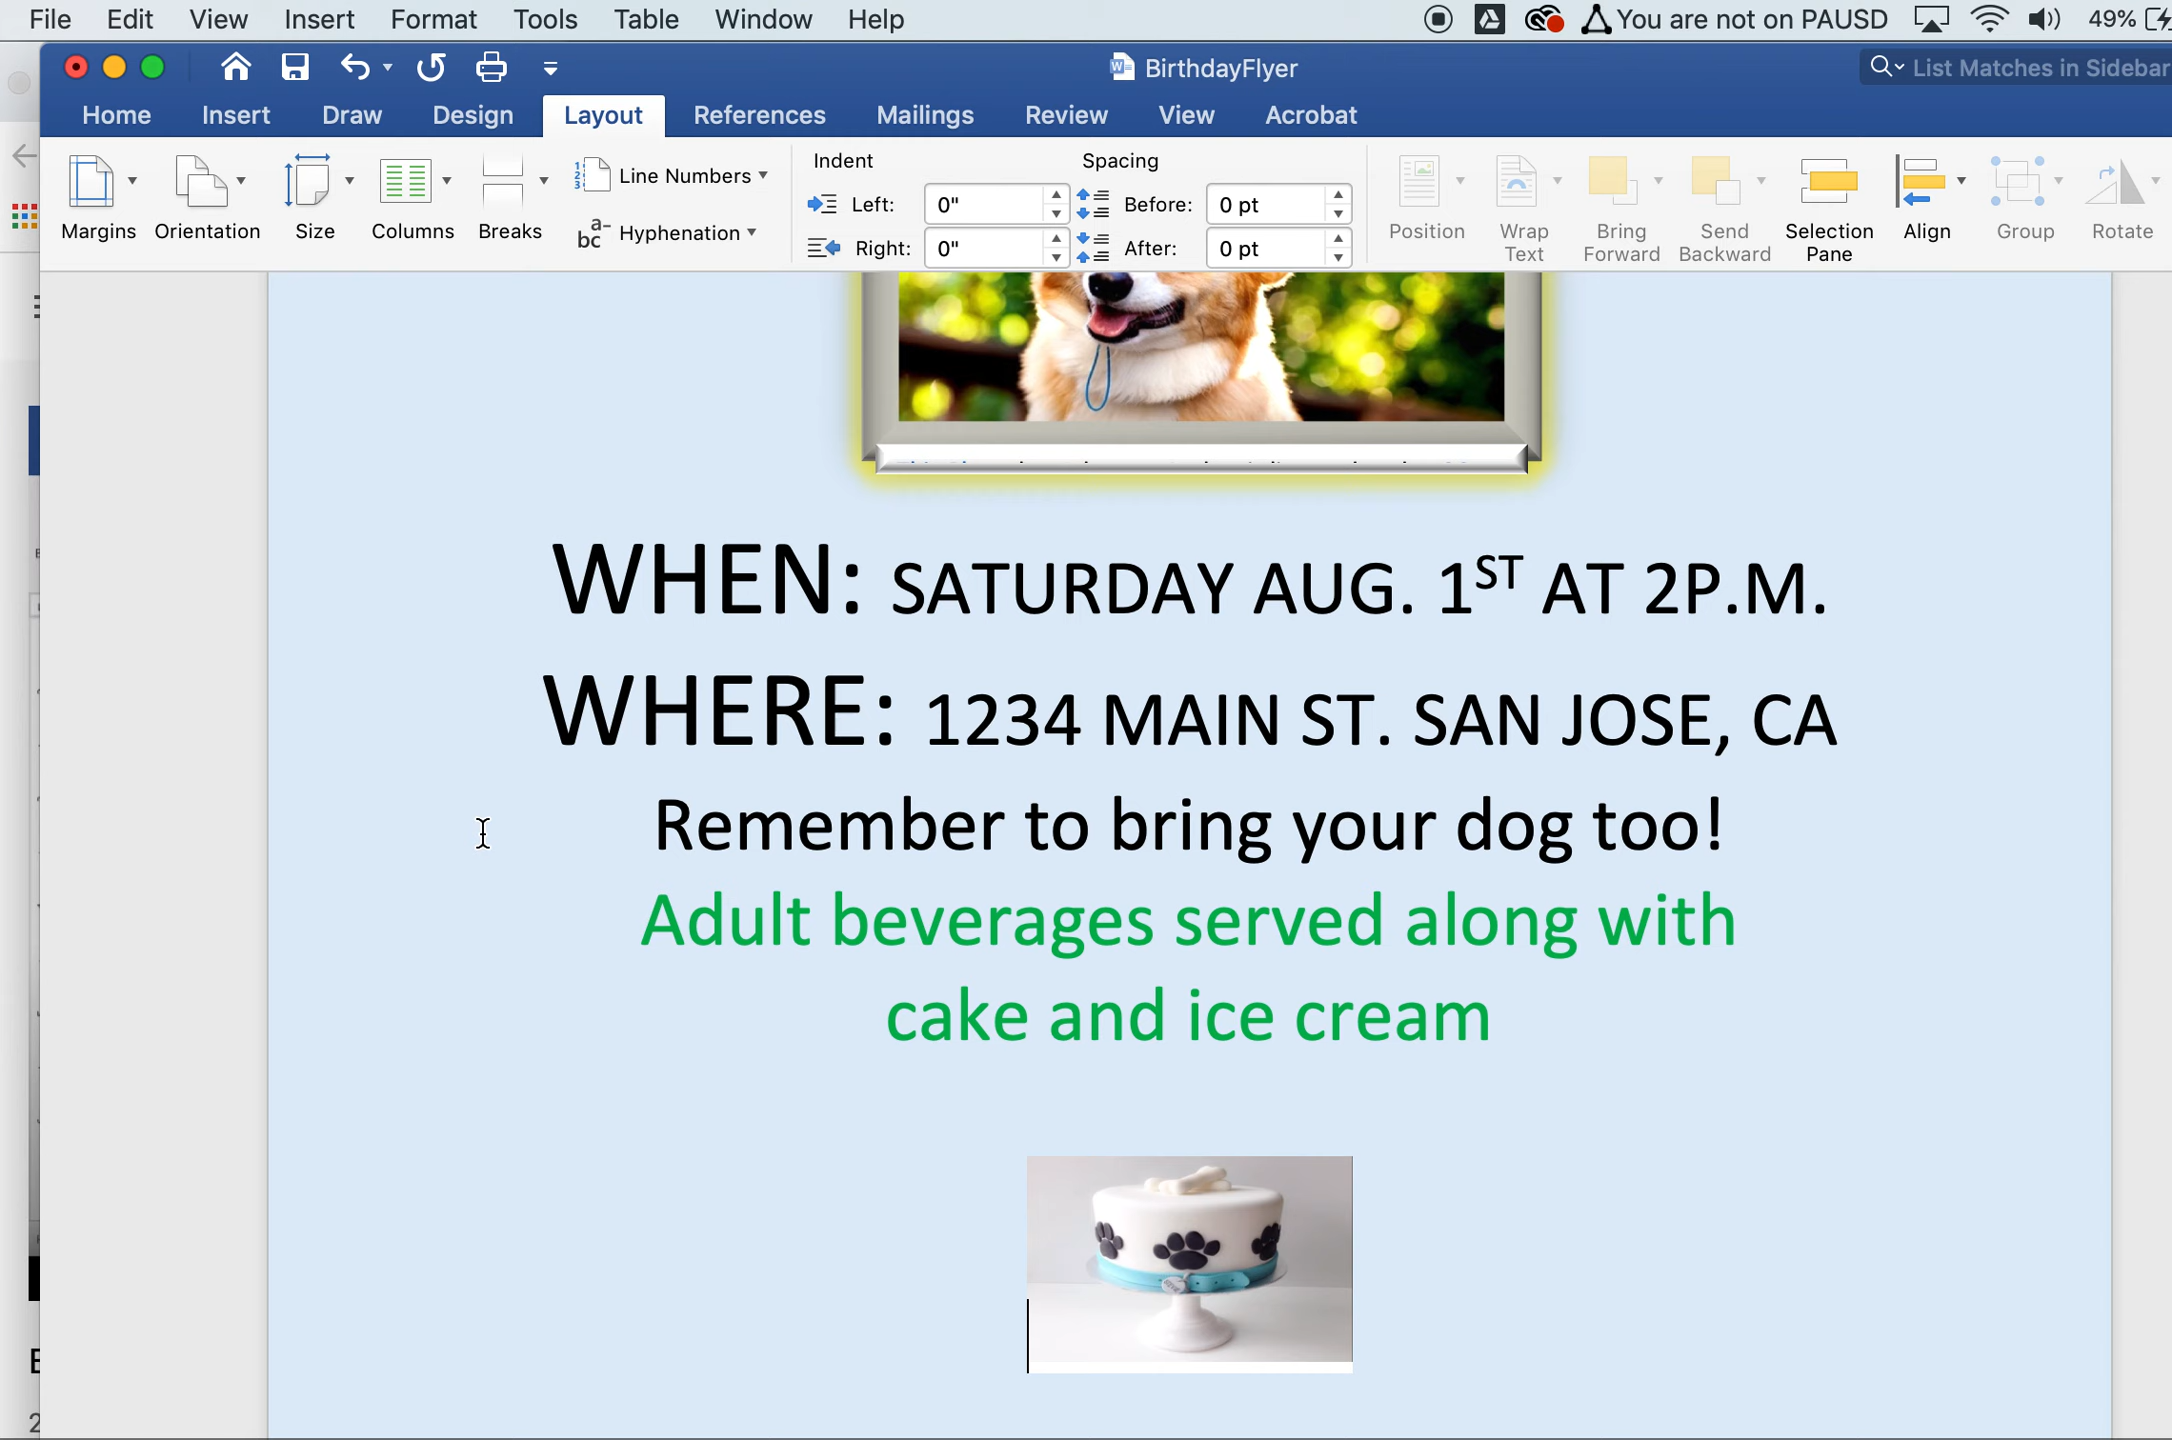 File Edit View Insert Format Tools Table Window Help You are not on PAUSD 49%
BirthdayFlyer
List Matches in Sidebar
Home Insert Draw Design Layout References Mailings Review View Acrobat
Margins Orientation Size Columns Breaks
Line Numbers
Hyphenation
Indent
Left: 0"
Right: 0"
Spacing
Before: 0 pt
After: 0 pt
Position
Wrap Text
Bring Forward
Send Backward
Selection Pane
Align
Group
Rotate
WHEN: SATURDAY AUG. 1ST AT 2P.M.
WHERE: 1234 MAIN ST. SAN JOSE, CA
Remember to bring your dog too!
Adult beverages served along with
cake and ice cream